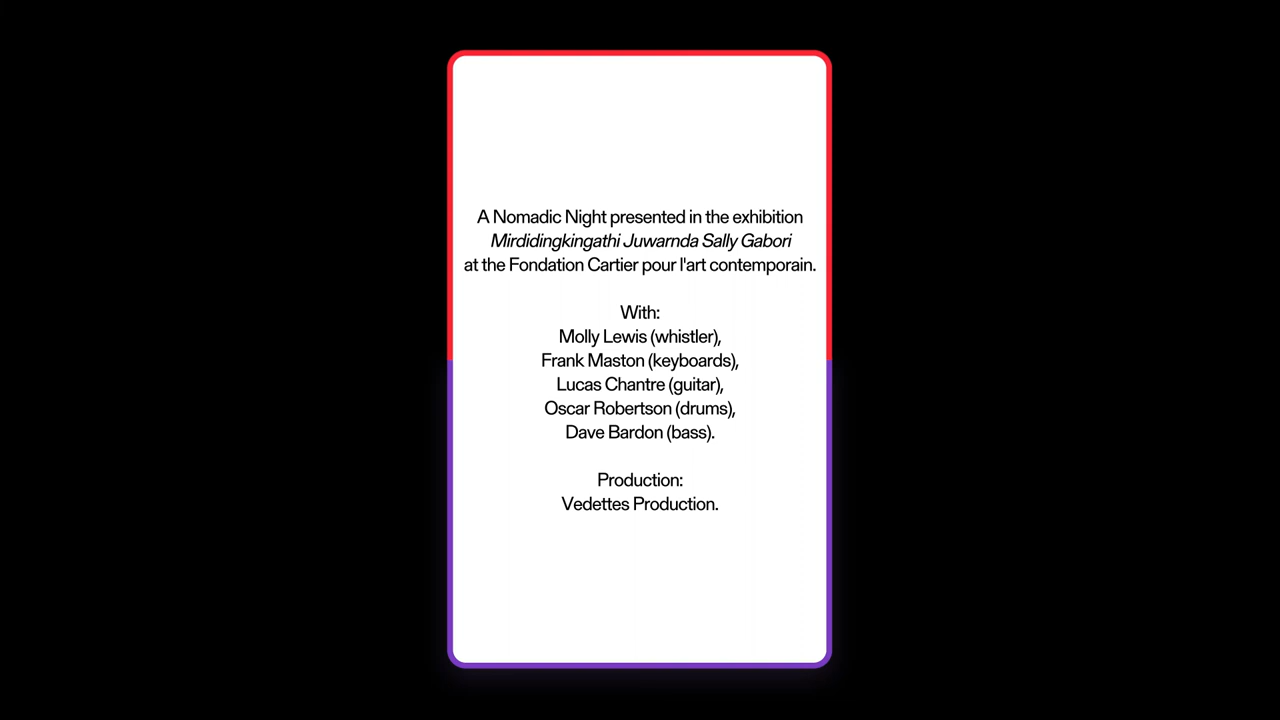 A Nomadic Night presented in the exhibition
Mirdidingkingathi Juwarnda Sally Gabori
at the Fondation Cartier pour l'art contemporain.
With:
Molly Lewis (whistler),
Frank Maston (keyboards),
Lucas Chantre (guitar),
Oscar Robertson (drums),
Dave Bardon (bass).
Production:
Vedettes Production.